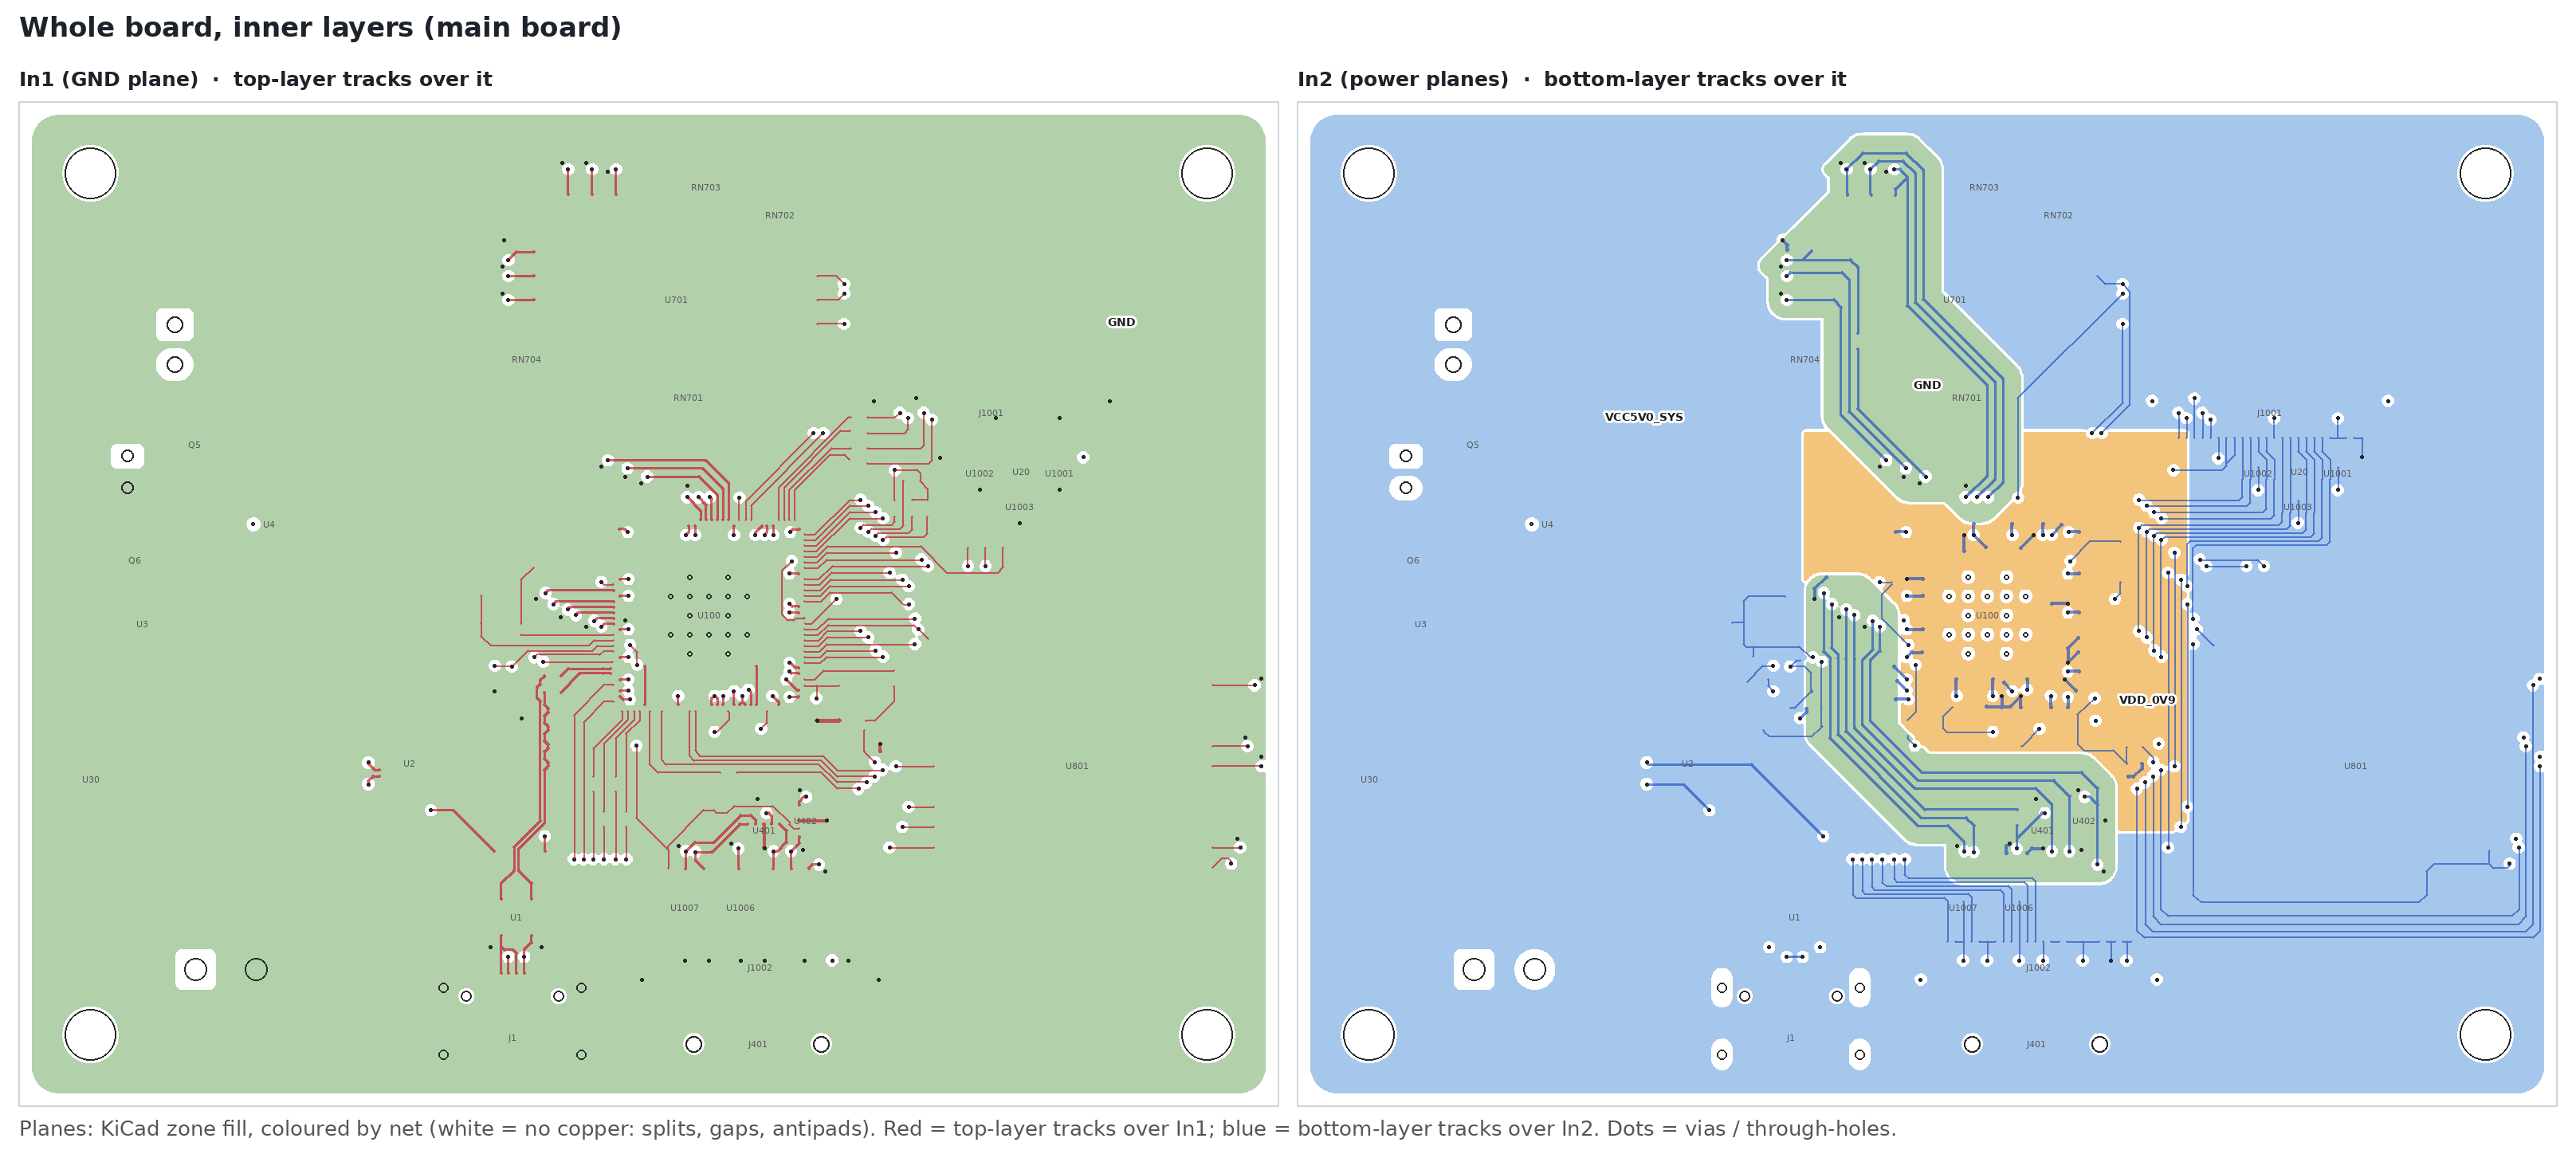 Whole board, inner layers (main board)
In1 (GND plane) · top-layer tracks over it
In2 (power planes) · bottom-layer tracks over it
RN703
RN702
U701
GND
RN704
RN701
J1001
Q5
U1002
U20
U1001
U1003
U4
Q6
U100
U3
U2
U30
U801
U402
U401
U1
U1007
U1006
J1002
J1
J401
RN703
RN702
U701
RN704
GND
RN701
VCC5V0_SYS
J1001
Q5
U1002
U20
U1001
U1003
U4
Q6
U100
U3
VDD_0V9
U2
U30
U801
U402
U401
U1
U1007
U1006
J1002
J1
J401
Planes: KiCad zone fill, coloured by net (white = no copper: splits, gaps, antipads). Red = top-layer tracks over In1; blue = bottom-layer tracks over In2. Dots = vias / through-holes.